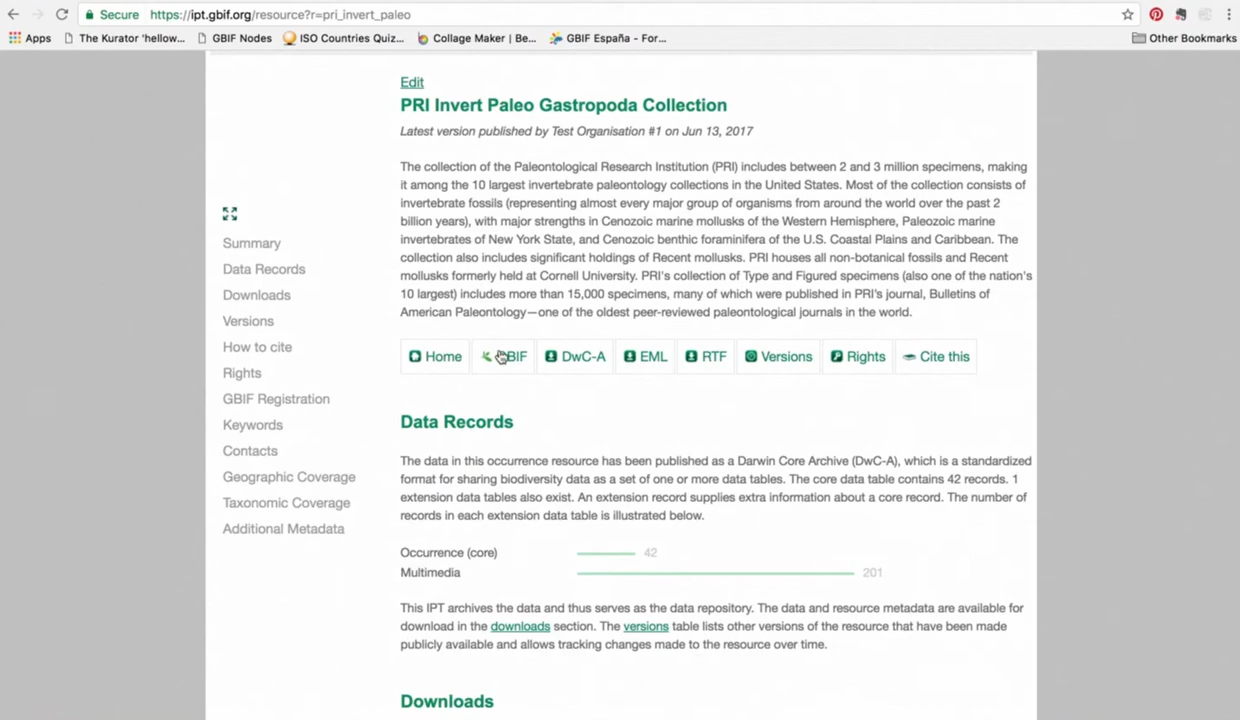 Secure https://ipt.gbif.org/resource?r=pri_invert_paleo
Apps The Kurator 'hellow... GBIF Nodes ISO Countries Quiz... Collage Maker | Be... GBIF España - For... Other Bookmarks
Edit
PRI Invert Paleo Gastropoda Collection
Latest version published by Test Organisation #1 on Jun 13, 2017
The collection of the Paleontological Research Institution (PRI) includes between 2 and 3 million specimens, making
it among the 10 largest invertebrate paleontology collections in the United States. Most of the collection consists of
invertebrate fossils (representing almost every major group of organisms from around the world over the past 2
billion years), with major strengths in Cenozoic marine mollusks of the Western Hemisphere, Paleozoic marine
invertebrates of New York State, and Cenozoic benthic foraminifera of the U.S. Coastal Plains and Caribbean. The
collection also includes significant holdings of Recent mollusks. PRI houses all non-botanical fossils and Recent
mollusks formerly held at Cornell University. PRI's collection of Type and Figured specimens (also one of the nation's
10 largest) includes more than 15,000 specimens, many of which were published in PRI's journal, Bulletins of
American Paleontology—one of the oldest peer-reviewed paleontological journals in the world.
Summary
Data Records
Downloads
Versions
How to cite
Rights
GBIF Registration
Keywords
Contacts
Geographic Coverage
Taxonomic Coverage
Additional Metadata
Home GBIF DwC-A EML RTF Versions Rights Cite this
Data Records
The data in this occurrence resource has been published as a Darwin Core Archive (DwC-A), which is a standardized
format for sharing biodiversity data as a set of one or more data tables. The core data table contains 42 records. 1
extension data tables also exist. An extension record supplies extra information about a core record. The number of
records in each extension data table is illustrated below.
Occurrence (core) 42
Multimedia 201
This IPT archives the data and thus serves as the data repository. The data and resource metadata are available for
download in the downloads section. The versions table lists other versions of the resource that have been made
publicly available and allows tracking changes made to the resource over time.
Downloads